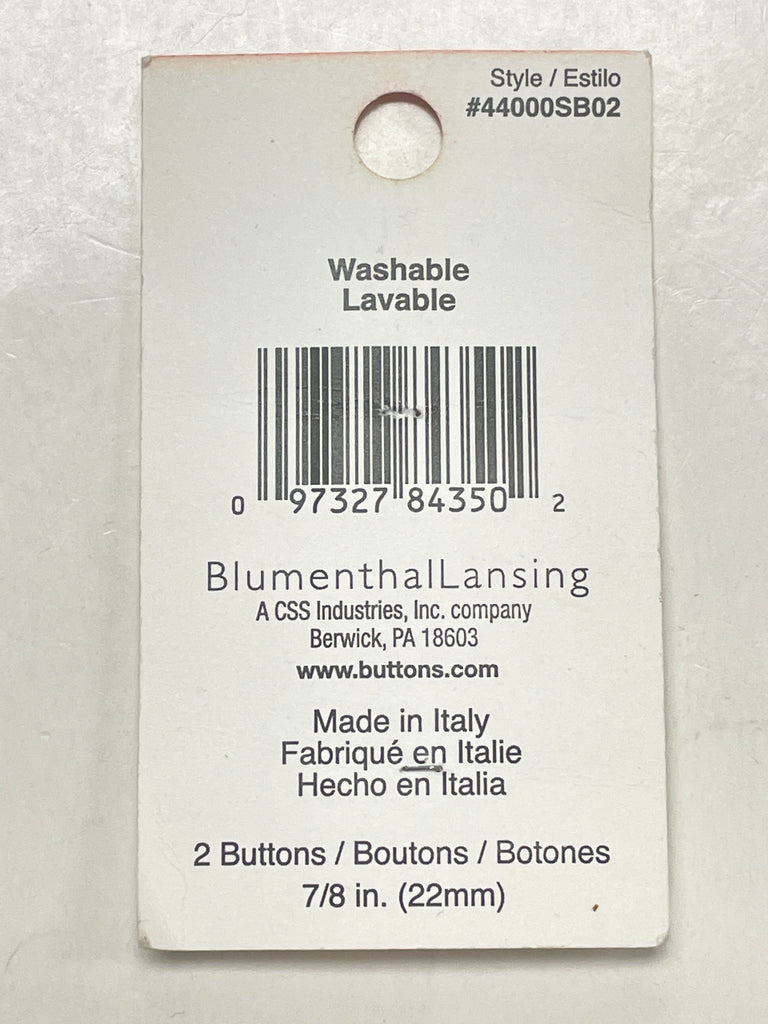 Style / Estilo
#44000SB02
Washable
Lavable
0 97327 84350 2
BlumenthalLansing
A CSS Industries, Inc. company
Berwick, PA 18603
www.buttons.com
Made in Italy
Fabriqué en Italie
Hecho en Italia
2 Buttons / Boutons / Botones
7/8 in. (22mm)